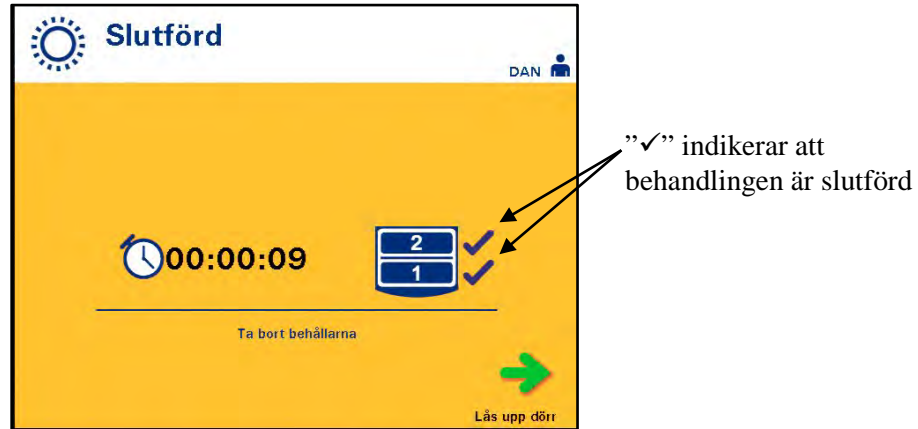 Slutförd
DAN
”✓” indikerar att
behandlingen är slutförd
00:00:09
2
1
Ta bort behållarna
Lås upp dörr